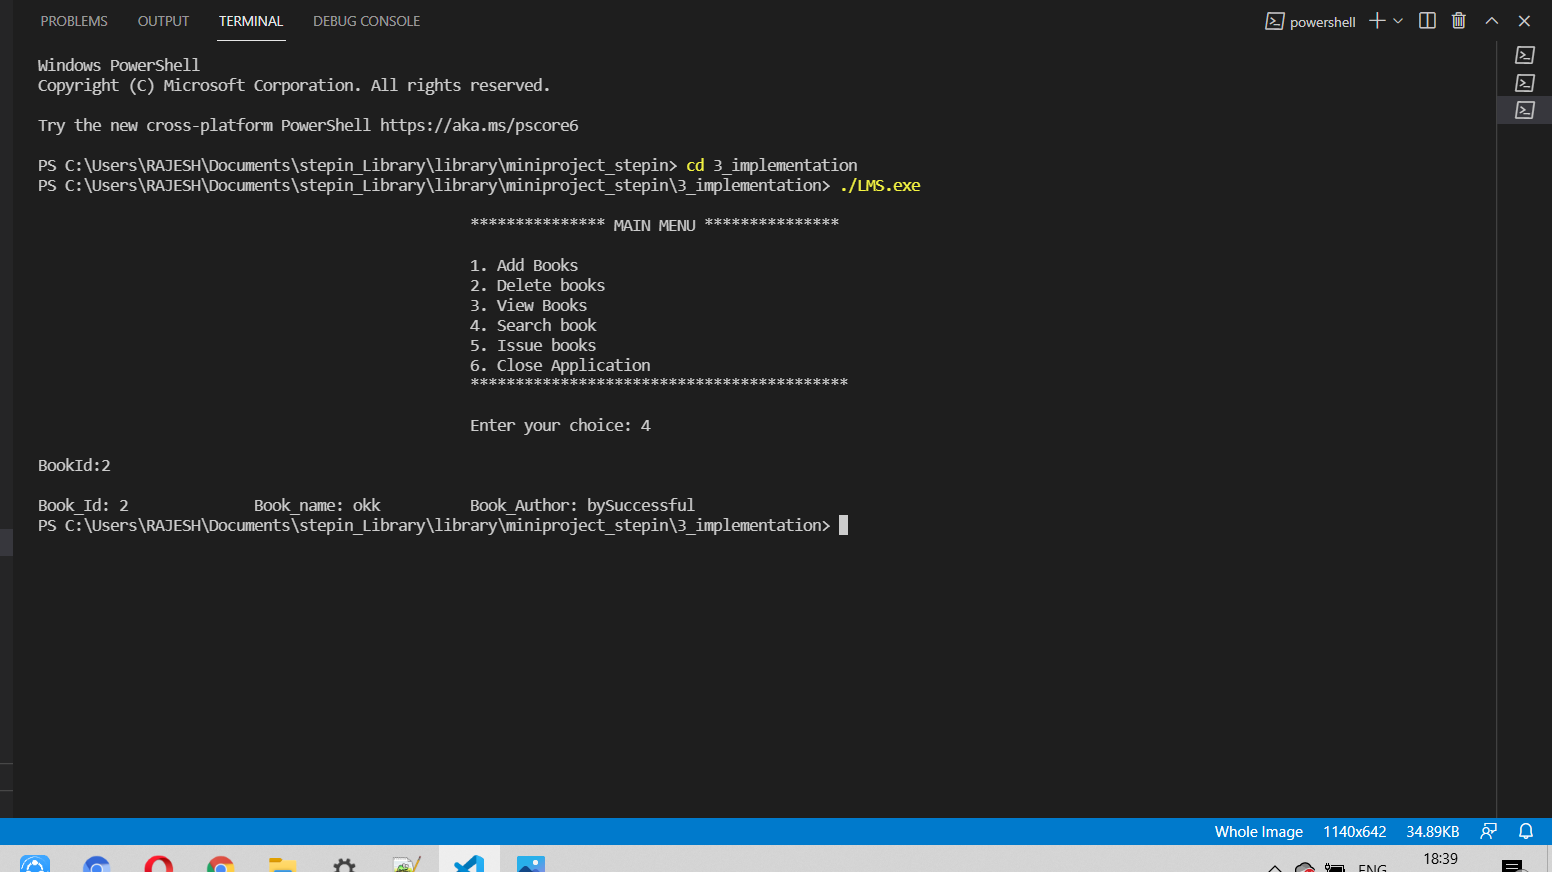 PROBLEMS OUTPUT TERMINAL DEBUG CONSOLE powershell
Windows PowerShell
Copyright (C) Microsoft Corporation. All rights reserved.
Try the new cross-platform PowerShell https://aka.ms/pscore6
PS C:\Users\RAJESH\Documents\stepin_Library\library\miniproject_stepin> cd 3_implementation
PS C:\Users\RAJESH\Documents\stepin_Library\library\miniproject_stepin\3_implementation> ./LMS.exe
*************** MAIN MENU ***************
1. Add Books
2. Delete books
3. View Books
4. Search book
5. Issue books
6. Close Application
******************************************
Enter your choice: 4
BookId:2
Book_Id: 2 Book_name: okk Book_Author: bySuccessful
PS C:\Users\RAJESH\Documents\stepin_Library\library\miniproject_stepin\3_implementation>
Whole Image 1140x642 34.89KB
ENG 18:39